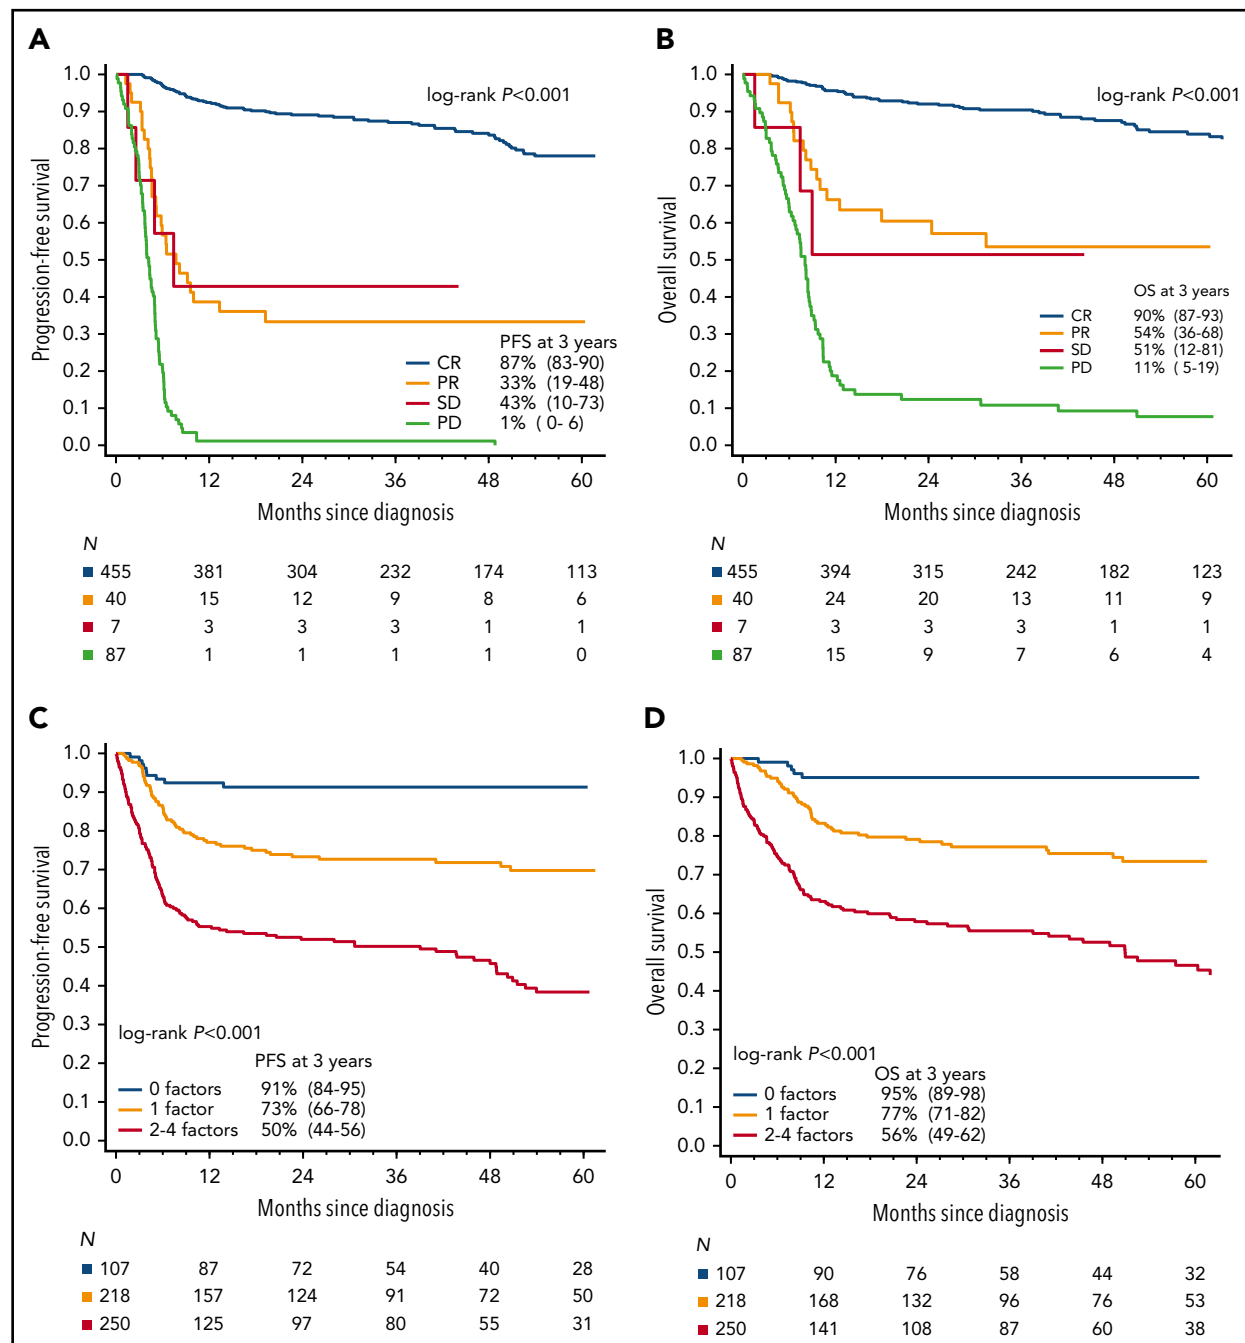 A
Progression-free survival
1.0
0.9
0.8
0.7
0.6
0.5
0.4
0.3
0.2
0.1
0.0
log-rank P<0.001
PFS at 3 years
CR 87% (83-90)
PR 33% (19-48)
SD 43% (10-73)
PD 1% ( 0- 6)
0 12 24 36 48 60
Months since diagnosis
N
455 381 304 232 174 113
40 15 12 9 8 6
7 3 3 3 1 1
87 1 1 1 1 0
B
Overall survival
1.0
0.9
0.8
0.7
0.6
0.5
0.4
0.3
0.2
0.1
0.0
log-rank P<0.001
OS at 3 years
CR 90% (87-93)
PR 54% (36-68)
SD 51% (12-81)
PD 11% ( 5-19)
0 12 24 36 48 60
Months since diagnosis
N
455 394 315 242 182 123
40 24 20 13 11 9
7 3 3 3 1 1
87 15 9 7 6 4
C
Progression-free survival
1.0
0.9
0.8
0.7
0.6
0.5
0.4
0.3
0.2
0.1
0.0
log-rank P<0.001
PFS at 3 years
0 factors 91% (84-95)
1 factor 73% (66-78)
2-4 factors 50% (44-56)
0 12 24 36 48 60
Months since diagnosis
N
107 87 72 54 40 28
218 157 124 91 72 50
250 125 97 80 55 31
D
Overall survival
1.0
0.9
0.8
0.7
0.6
0.5
0.4
0.3
0.2
0.1
0.0
log-rank P<0.001
OS at 3 years
0 factors 95% (89-98)
1 factor 77% (71-82)
2-4 factors 56% (49-62)
0 12 24 36 48 60
Months since diagnosis
N
107 90 76 58 44 32
218 168 132 96 76 53
250 141 108 87 60 38